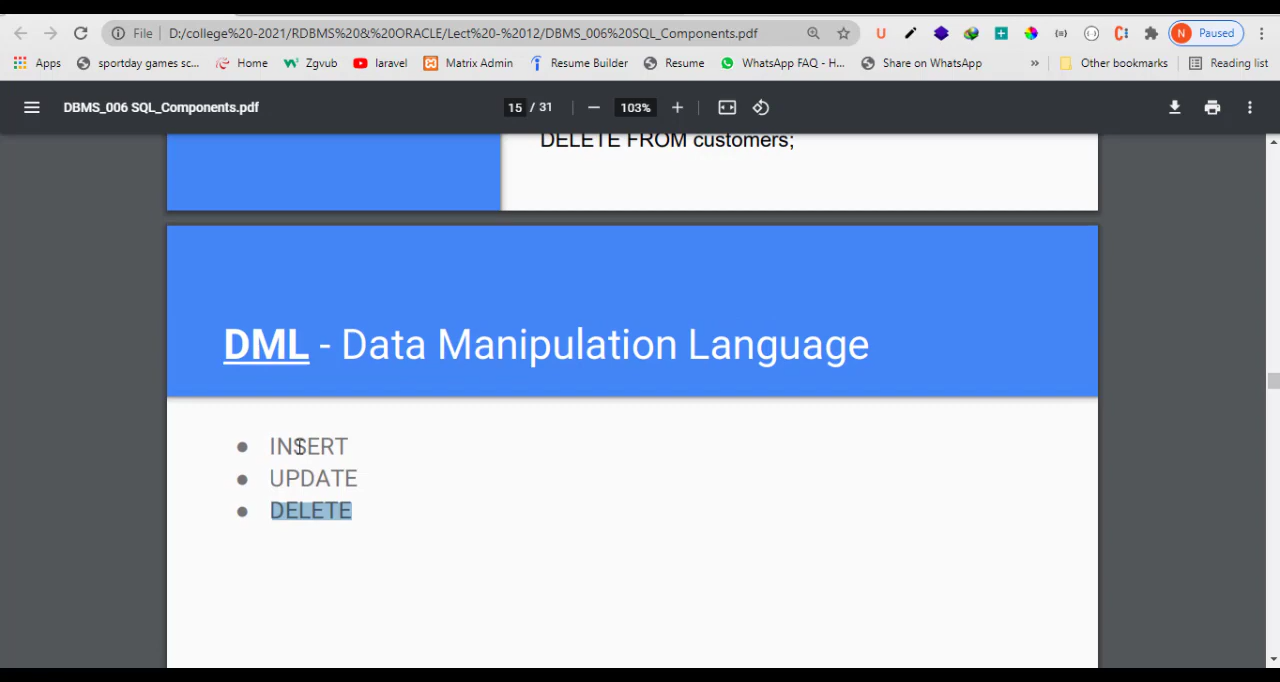 File D:/college%20-2021/RDBMS%20&%20ORACLE/Lect%20-%2012/DBMS_006%20SQL_Components.pdf N Paused
Apps sportday games sc... Home Zgvub laravel Matrix Admin Resume Builder Resume WhatsApp FAQ - H... Share on WhatsApp » Other bookmarks Reading list
DBMS_006 SQL_Components.pdf 15 / 31 — 103% +
DELETE FROM customers;
DML - Data Manipulation Language
● INSERT
● UPDATE
● DELETE